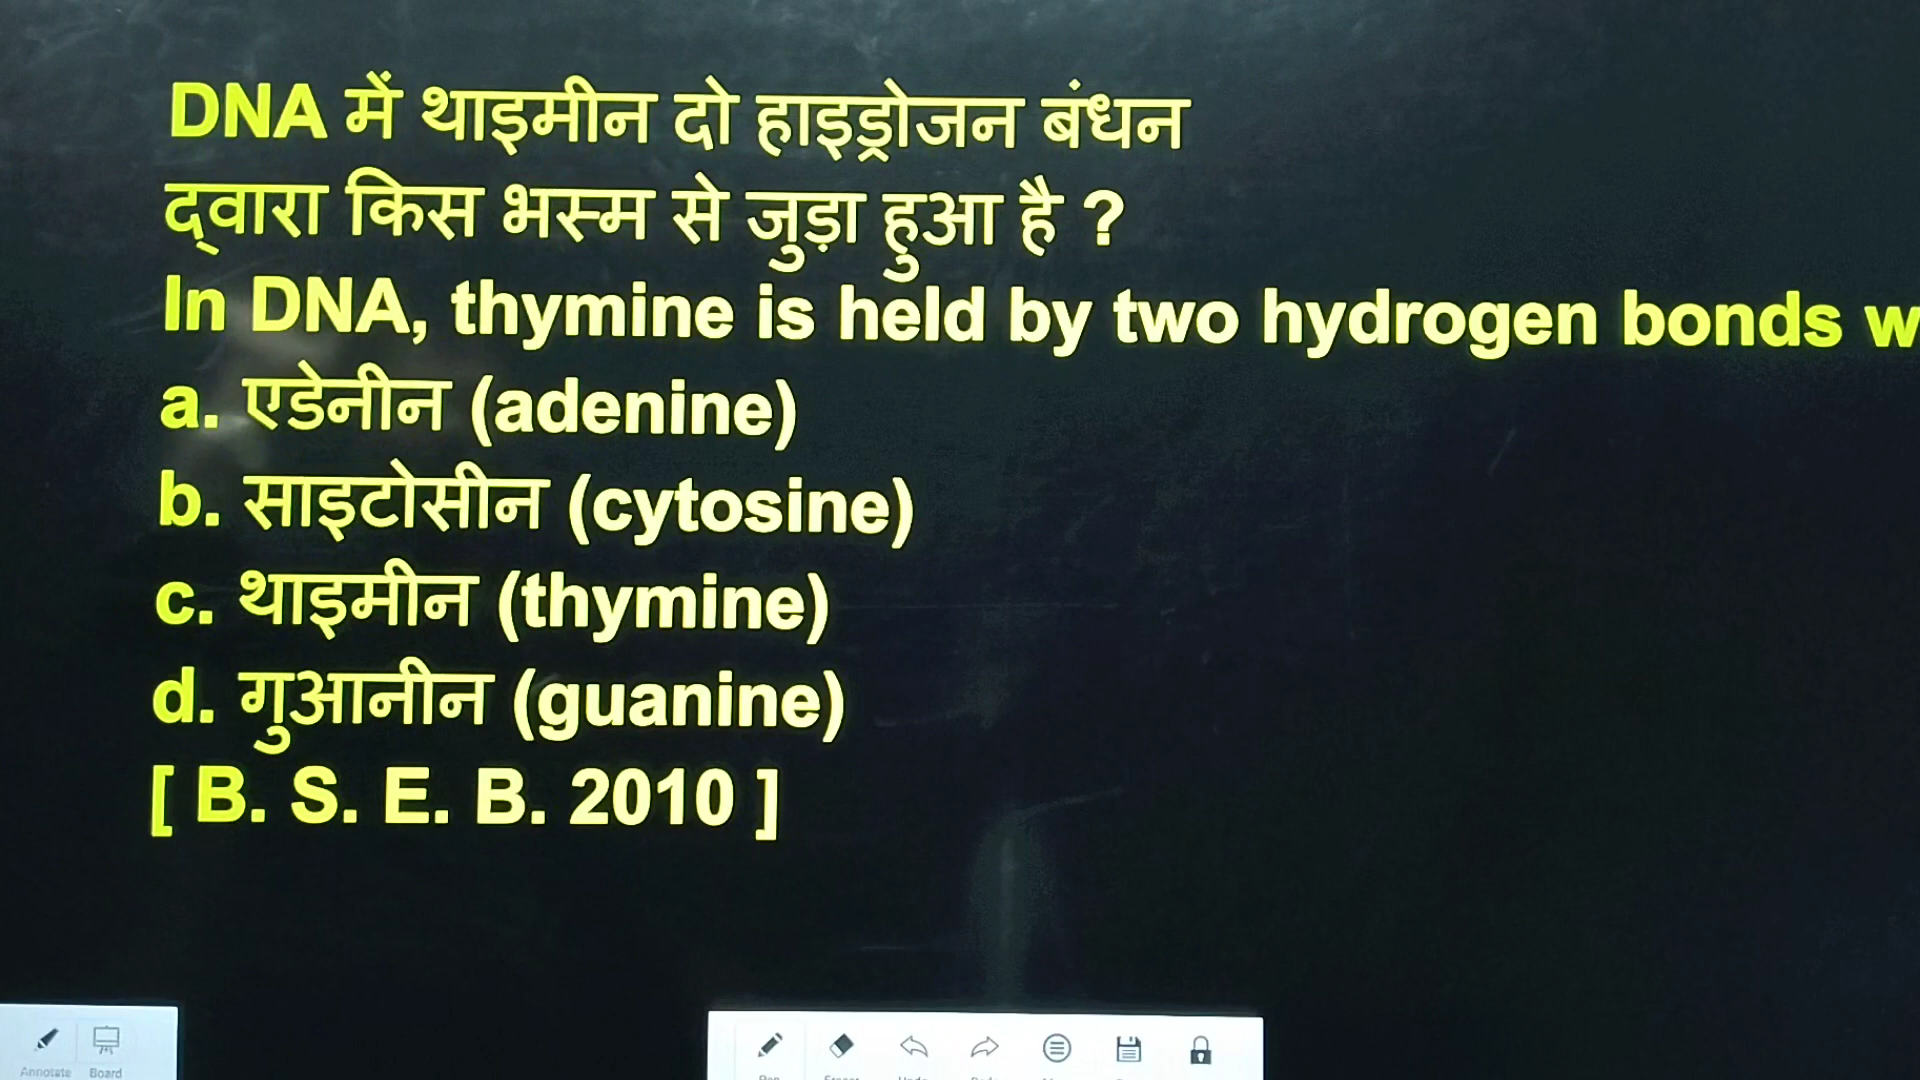 DNA में थाइमीन दो हाइड्रोजन बंधन
द्वारा किस भस्म से जुड़ा हुआ है ?
In DNA, thymine is held by two hydrogen bonds
a. एडेनीन (adenine)
b. साइटोसीन (cytosine)
c. थाइमीन (thymine)
d. गुआनीन (guanine)
[ B. S. E. B. 2010 ]
Annotate Board